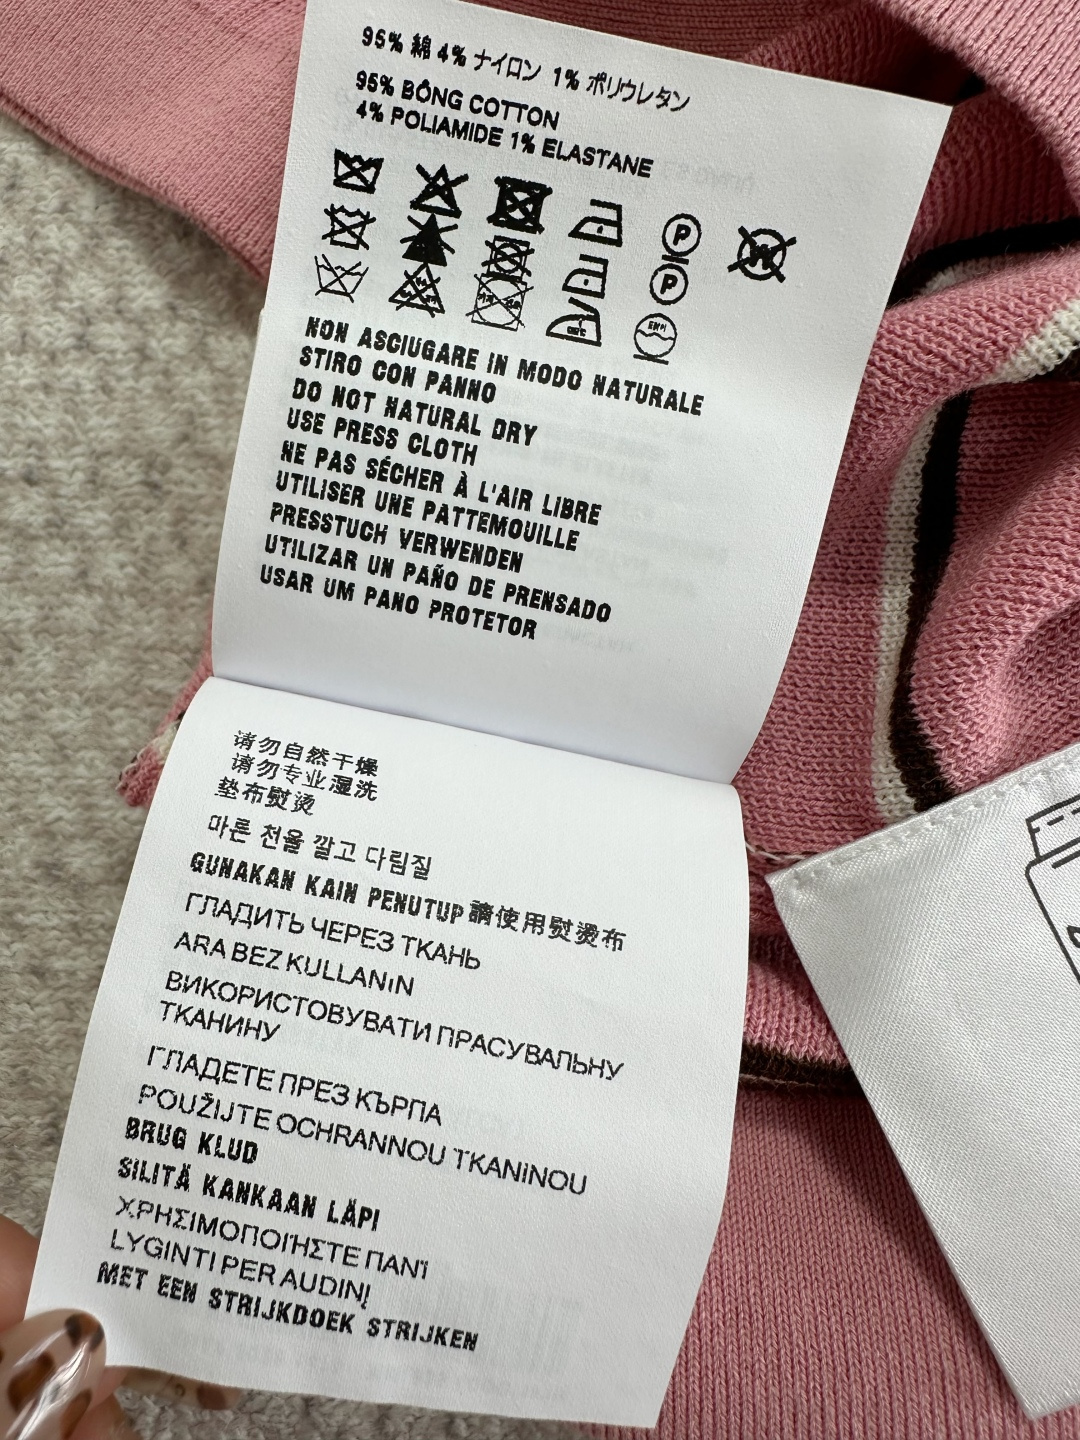 95% 綿 4% ナイロン 1% ポリウレタン
95% BÔNG COTTON
4% POLIAMIDE 1% ELASTANE
P
W
P
NON ASCIUGARE IN MODO NATURALE
STIRO CON PANNO
DO NOT NATURAL DRY
USE PRESS CLOTH
NE PAS SÉCHER À L'AIR LIBRE
UTILISER UNE PATTEMOUILLE
PRESSTUCH VERWENDEN
UTILIZAR UN PAÑO DE PRENSADO
USAR UM PANO PROTETOR
请勿自然干燥
请勿专业湿洗
垫布熨烫
마른 천을 깔고 다림질
GUNAKAN KAIN PENUTUP 請使用熨燙布
ГЛАДИТЬ ЧЕРЕЗ ТКАНЬ
ARA BEZ KULLANıN
ВИКОРИСТОВУВАТИ ПРАСУВАЛЬНУ
ТКАНИНУ
ГЛАДЕТЕ ПРЕЗ КЪРПА
POUŽIJTE OCHRANNOU TKANINOU
BRUG KLUD
SILITÄ KANKAAN LÄPI
ΧΡΗΣΙΜΟΠΟΙΉΣΤΕ ΠΑΝΊ
LYGINTI PER AUDINĮ
MET EEN STRIJKDOEK STRIJKEN